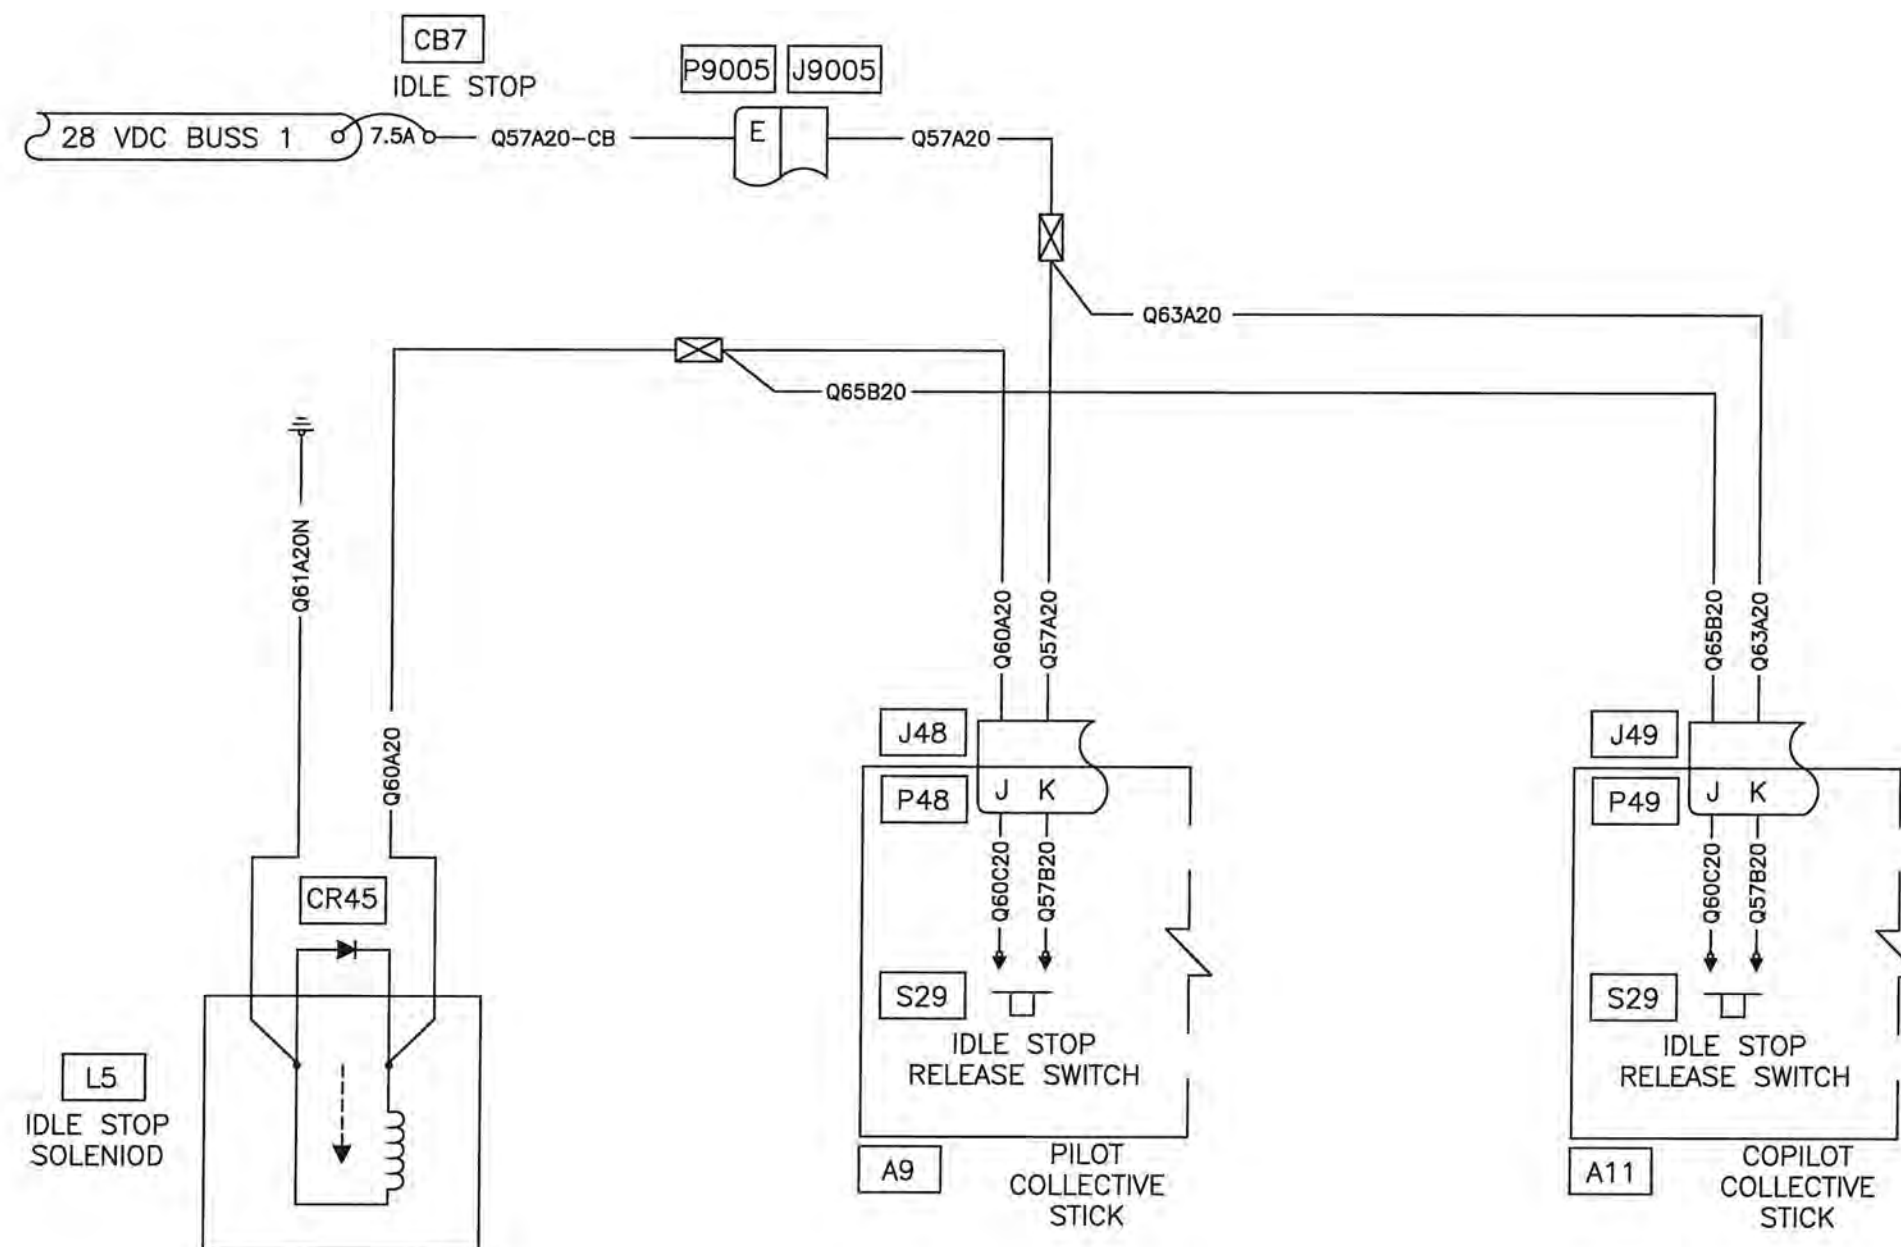 CB7
IDLE STOP
P9005 J9005
28 VDC BUSS 1
7.5A
Q57A20-CB
E
Q57A20
Q63A20
Q65B20
Q61A20N
Q60A20
Q60A20
Q57A20
Q65B20
Q63A20
J48
P48
J K
Q60C20
Q57B20
S29
IDLE STOP
RELEASE SWITCH
A9
PILOT
COLLECTIVE
STICK
J49
P49
J K
Q60C20
Q57B20
S29
IDLE STOP
RELEASE SWITCH
A11
COPILOT
COLLECTIVE
STICK
CR45
L5
IDLE STOP
SOLENIOD